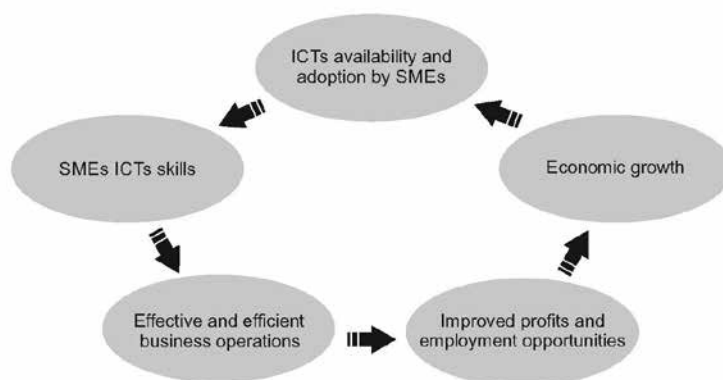 ICTs availability and
adoption by SMEs
SMEs ICTs skills
Economic growth
Effective and efficient
business operations
Improved profits and
employment opportunities